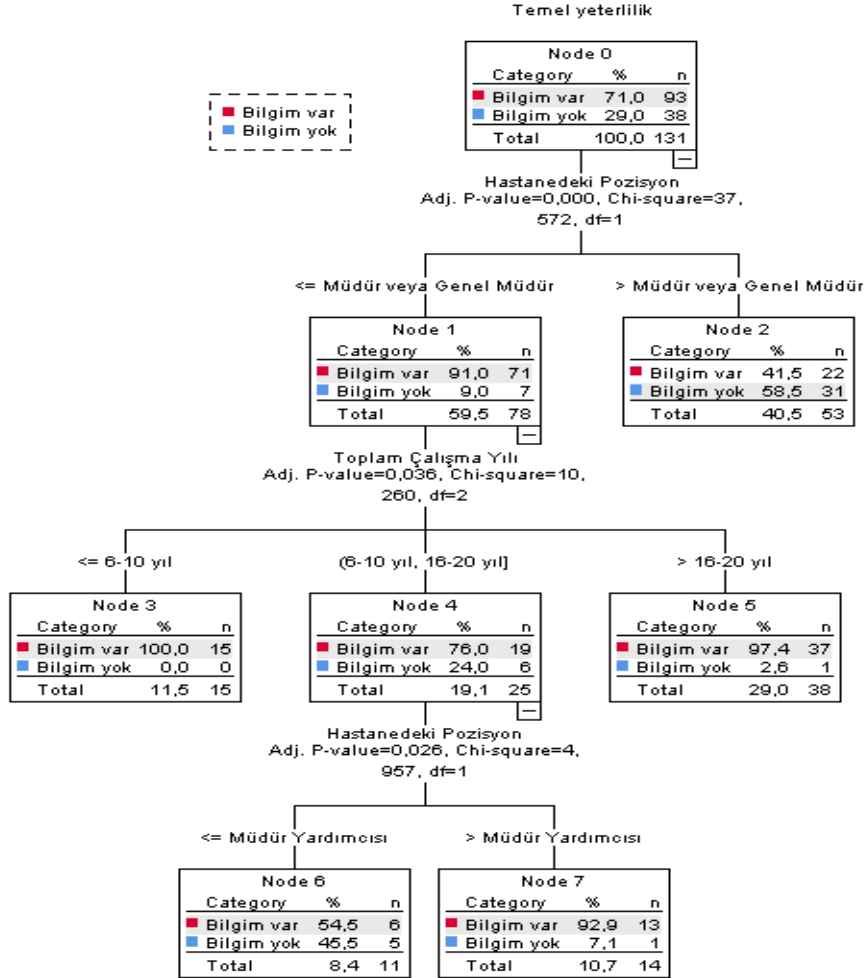 Temel yeterlilik
Bilgim var
Bilgim yok
Node 0
Category % n
Bilgim var 71,0 93
Bilgim yok 29,0 38
Total 100,0 131
Hastanedeki Pozisyon
Adj. P-value=0,000, Chi-square=37,
572, df=1
<= Müdür veya Genel Müdür
> Müdür veya Genel Müdür
Node 1
Category % n
Bilgim var 91,0 71
Bilgim yok 9,0 7
Total 59,5 78
Node 2
Category % n
Bilgim var 41,5 22
Bilgim yok 58,5 31
Total 40,5 53
Toplam Çalışma Yılı
Adj. P-value=0,036, Chi-square=10,
260, df=2
<= 6-10 yıl
(6-10 yıl, 16-20 yıl]
> 16-20 yıl
Node 3
Category % n
Bilgim var 100,0 15
Bilgim yok 0,0 0
Total 11,5 15
Node 4
Category % n
Bilgim var 76,0 19
Bilgim yok 24,0 6
Total 19,1 25
Node 5
Category % n
Bilgim var 97,4 37
Bilgim yok 2,6 1
Total 29,0 38
Hastanedeki Pozisyon
Adj. P-value=0,026, Chi-square=4,
957, df=1
<= Müdür Yardımcısı
> Müdür Yardımcısı
Node 6
Category % n
Bilgim var 54,5 6
Bilgim yok 45,5 5
Total 8,4 11
Node 7
Category % n
Bilgim var 92,9 13
Bilgim yok 7,1 1
Total 10,7 14